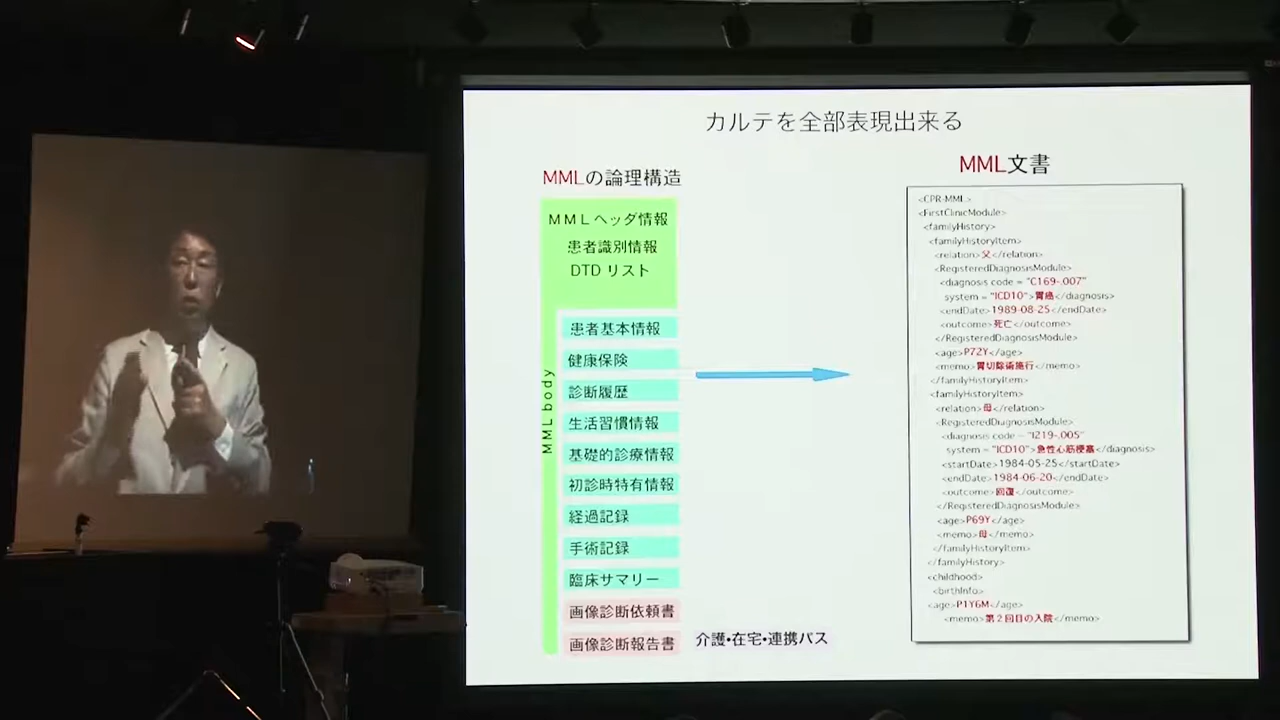 カルテを全部表現出来る
MMLの論理構造
MMLヘッダ情報
患者識別情報
DTD リスト
MML body
患者基本情報
健康保険
診断履歴
生活習慣情報
基礎的診療情報
初診時特有情報
経過記録
手術記録
臨床サマリー
画像診断依頼書
画像診断報告書
介護•在宅•連携パス
MML文書
<CPR-MML>
<FirstClinicModule>
<familyHistory>
<familyHistoryItem>
<relation>父</relation>
<RegisteredDiagnosisModule>
<diagnosis code = "C169-.007"
system = "ICD10">胃癌</diagnosis>
<endDate>1989-08-25</endDate>
<outcome>死亡</outcome>
</RegisteredDiagnosisModule>
<age>P72Y</age>
<memo>胃切除術施行</memo>
</familyHistoryItem>
<familyHistoryItem>
<relation>母</relation>
<RegisteredDiagnosisModule>
<diagnosis code = "I219-.005"
system = "ICD10">急性心筋梗塞</diagnosis>
<startDate>1984-05-25</startDate>
<endDate>1984-06-20</endDate>
<outcome>回復</outcome>
</RegisteredDiagnosisModule>
<age>P69Y</age>
<memo>母</memo>
</familyHistoryItem>
</familyHistory>
<childhood>
<birthInfo>
<age>P1Y6M</age>
<memo>第2回目の入院</memo>